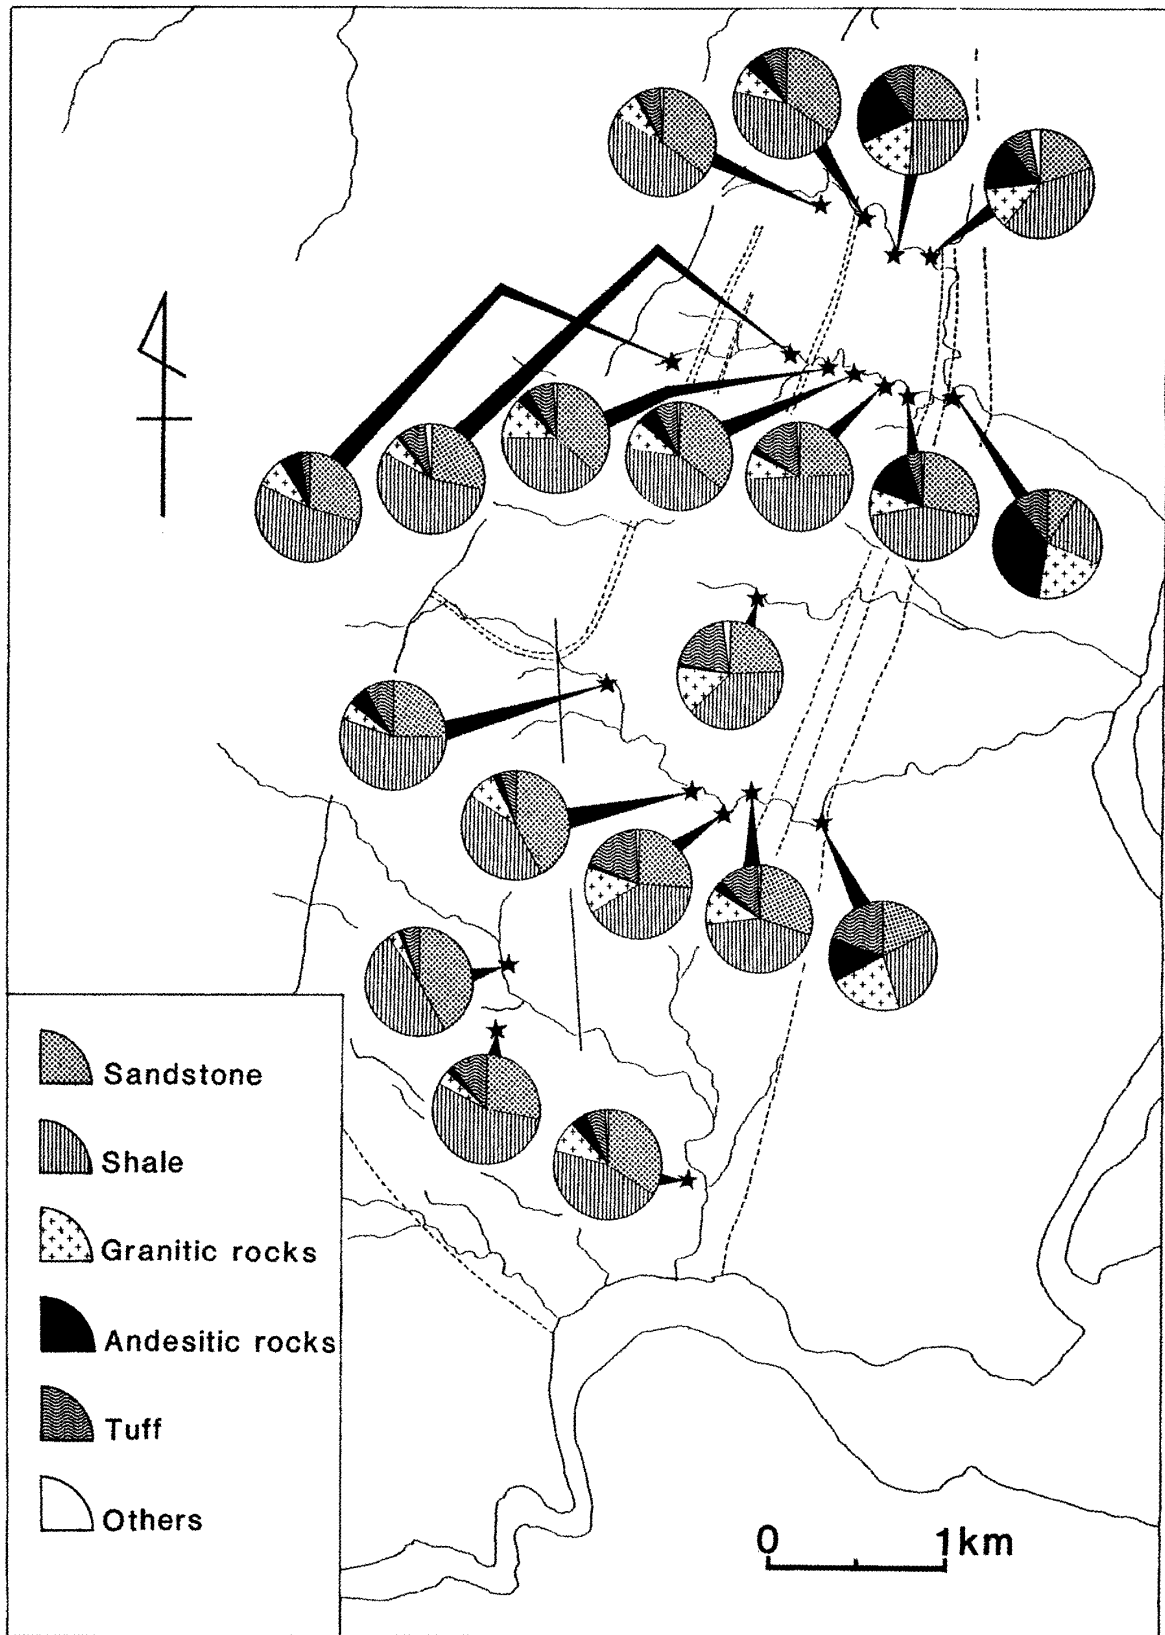 Sandstone
Shale
Granitic rocks
Andesitic rocks
Tuff
Others
0 1km